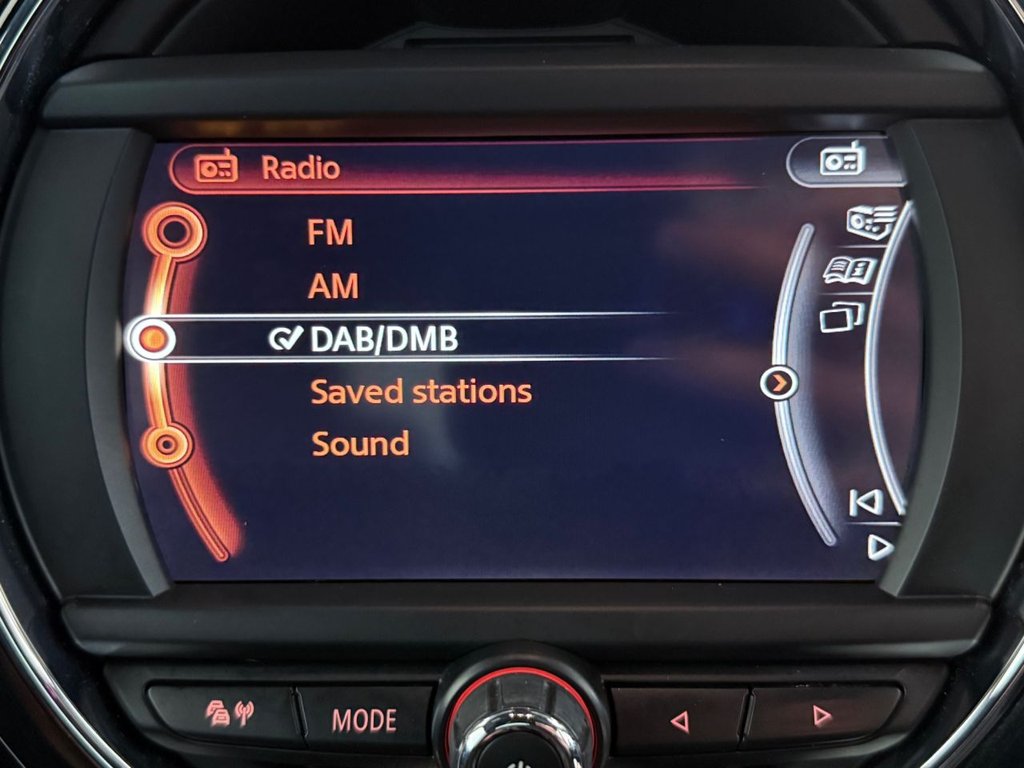 Radio
FM
AM
DAB/DMB
Saved stations
Sound
MODE